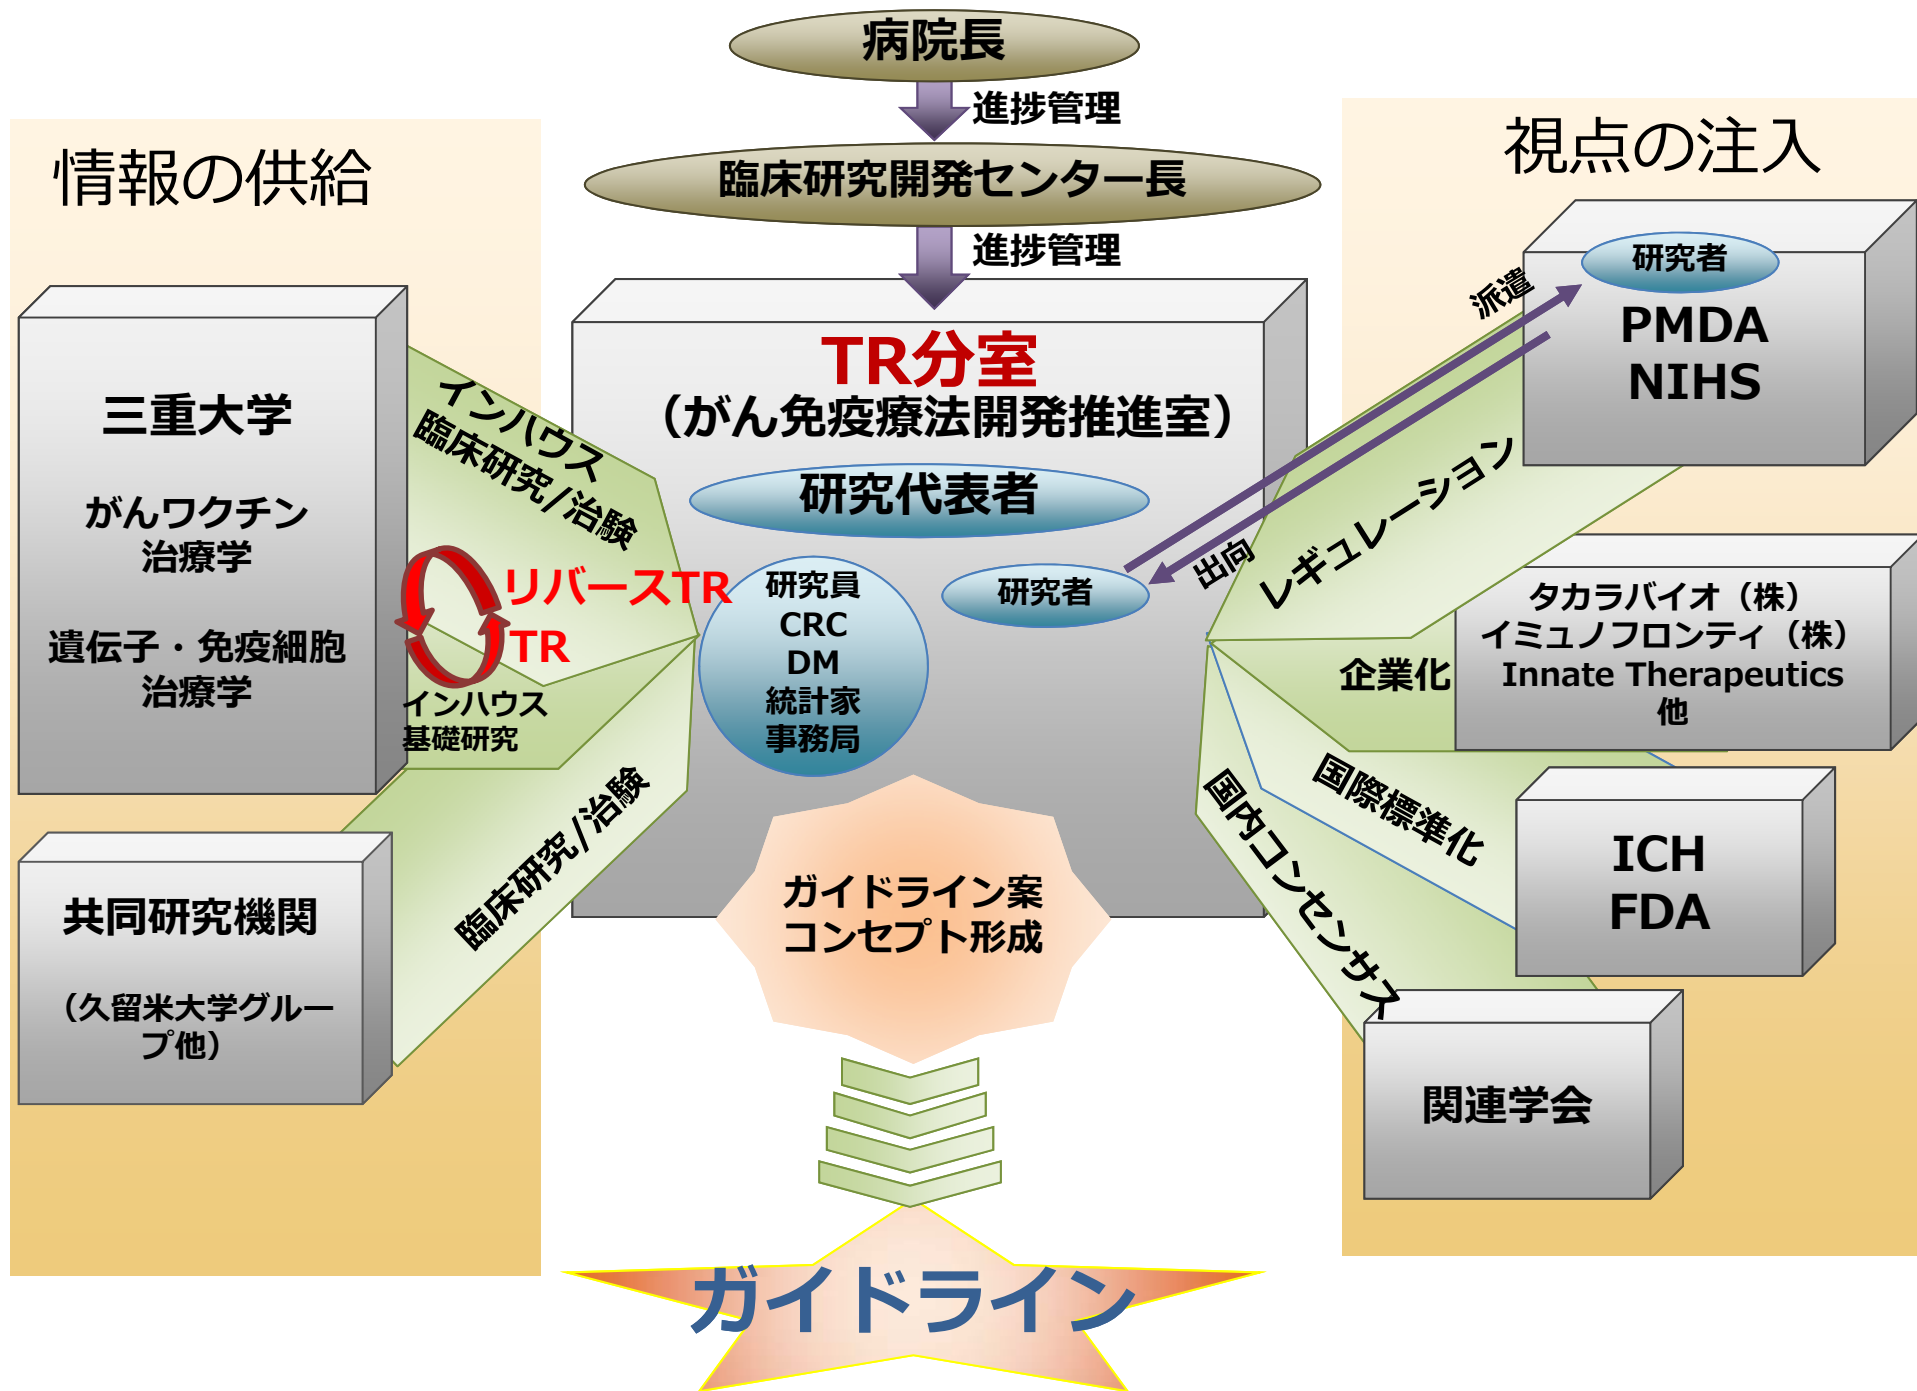 病院長
進捗管理
臨床研究開発センター長
進捗管理
情報の供給
三重大学
がんワクチン
治療学
遺伝子・免疫細胞
治療学
共同研究機関
（久留米大学グルー
プ他）
インハウス
臨床研究/治験
リバースTR
TR
インハウス
基礎研究
臨床研究/治験
TR分室
（がん免疫療法開発推進室）
研究代表者
研究員
CRC
DM
統計家
事務局
研究者
ガイドライン案
コンセプト形成
ガイドライン
視点の注入
研究者
PMDA
NIHS
派遣
出向
レギュレーション
タカラバイオ（株）
イミュノフロンティ（株）
Innate Therapeutics
他
企業化
国際標準化
ICH
FDA
国内コンセンサス
関連学会